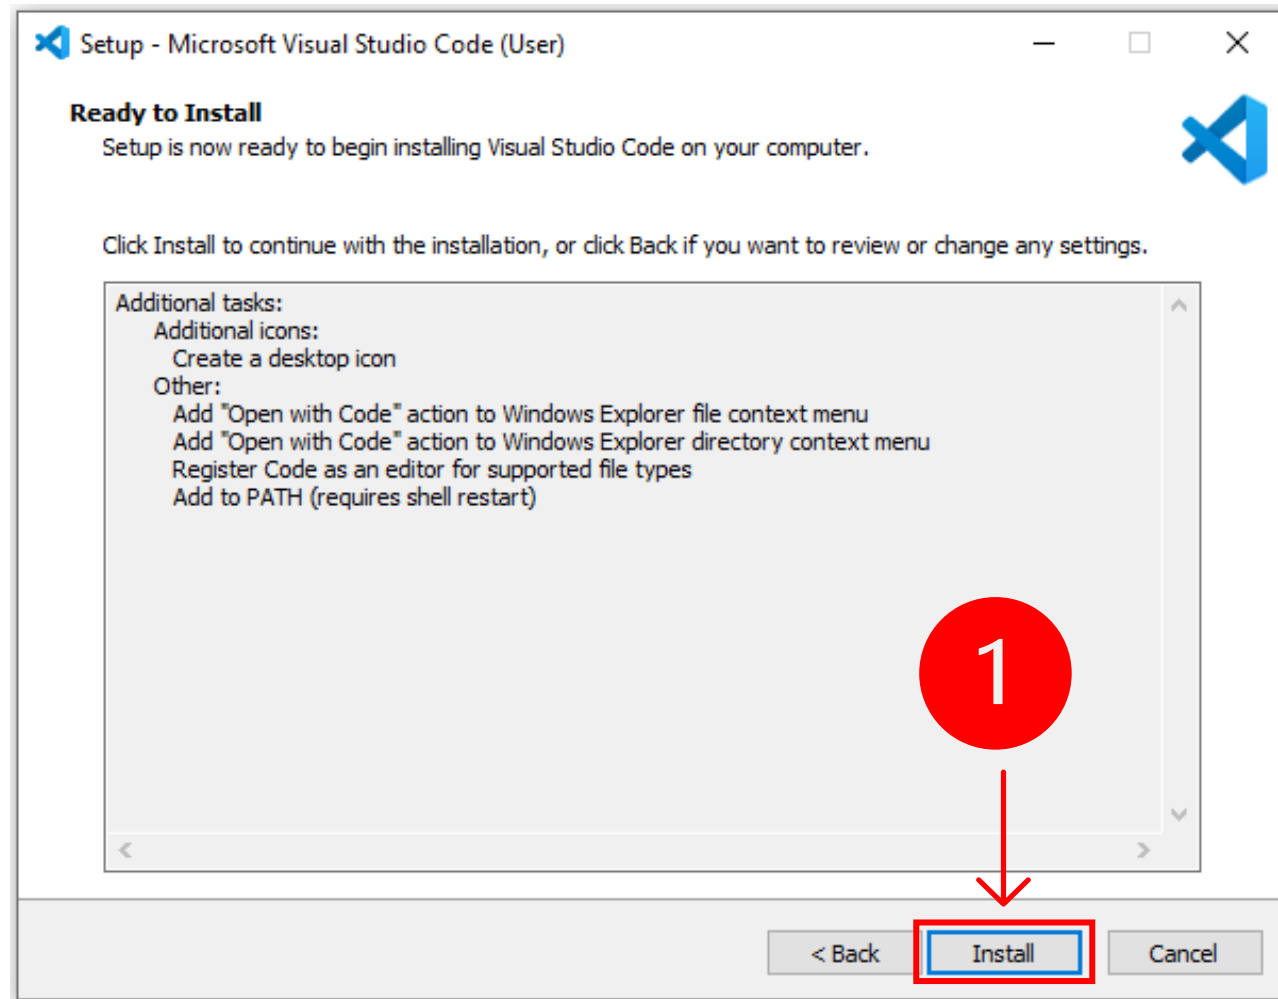 Setup - Microsoft Visual Studio Code (User)
Ready to Install
Setup is now ready to begin installing Visual Studio Code on your computer.
Click Install to continue with the installation, or click Back if you want to review or change any settings.
Additional tasks:
Additional icons:
Create a desktop icon
Other:
Add "Open with Code" action to Windows Explorer file context menu
Add "Open with Code" action to Windows Explorer directory context menu
Register Code as an editor for supported file types
Add to PATH (requires shell restart)
1
< Back Install Cancel